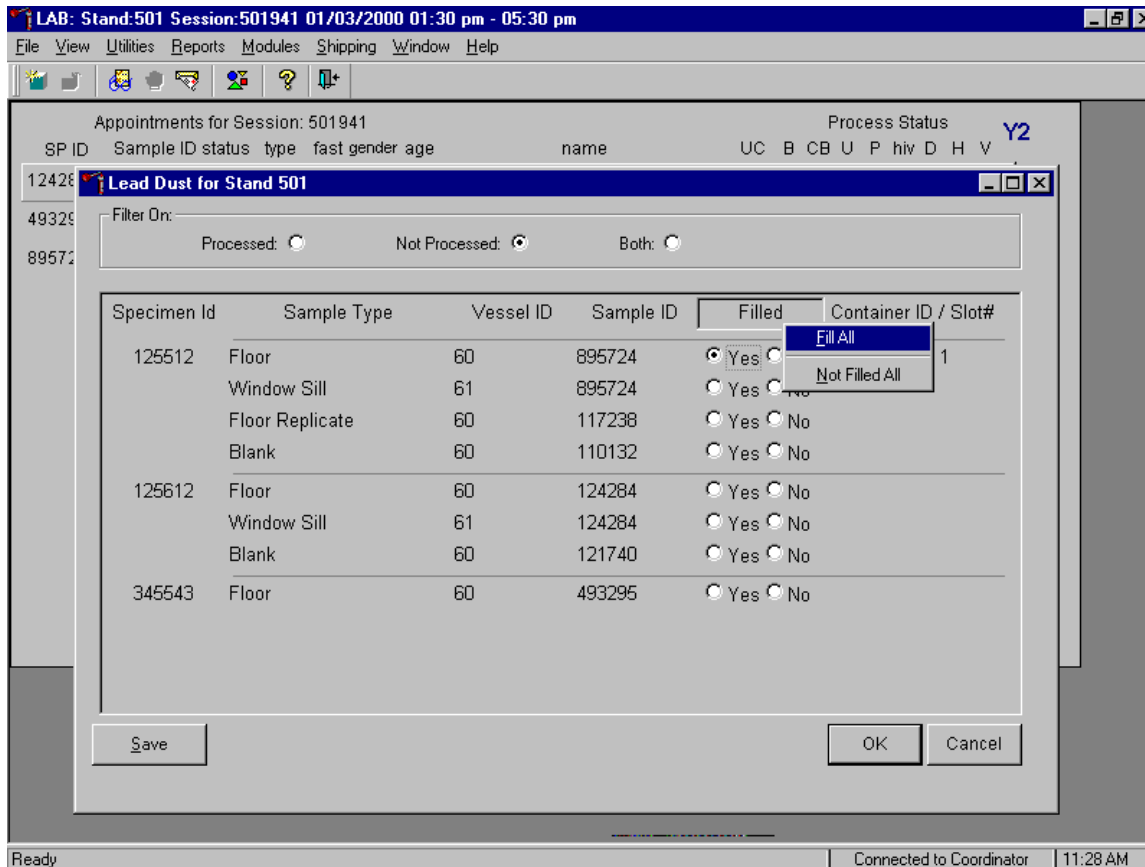 LAB: Stand:501 Session:501941 01/03/2000 01:30 pm - 05:30 pm
File View Utilities Reports Modules Shipping Window Help
Appointments for Session: 501941 Process Status Y2
SP ID Sample ID status type fast gender age name UC B CB U P hiv D H V
12428
49329
89572
Lead Dust for Stand 501
Filter On:
Processed: Not Processed: Both:
Specimen Id Sample Type Vessel ID Sample ID Filled Container ID / Slot#
Fill All
Not Filled All
125512 Floor 60 895724 Yes 1
Window Sill 61 895724 Yes No
Floor Replicate 60 117238 Yes No
Blank 60 110132 Yes No
125612 Floor 60 124284 Yes No
Window Sill 61 124284 Yes No
Blank 60 121740 Yes No
345543 Floor 60 493295 Yes No
Save OK Cancel
Ready Connected to Coordinator 11:28 AM